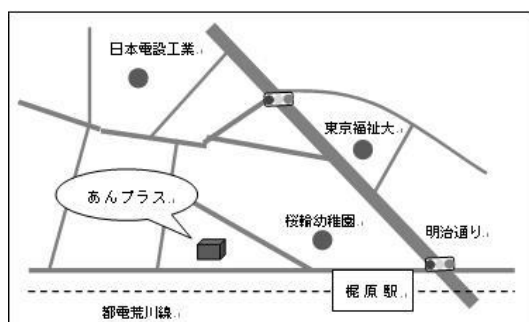 日本電設工業
東京福祉大
あんプラス
桜輪幼稚園
明治通り
梶原駅
都電荒川線